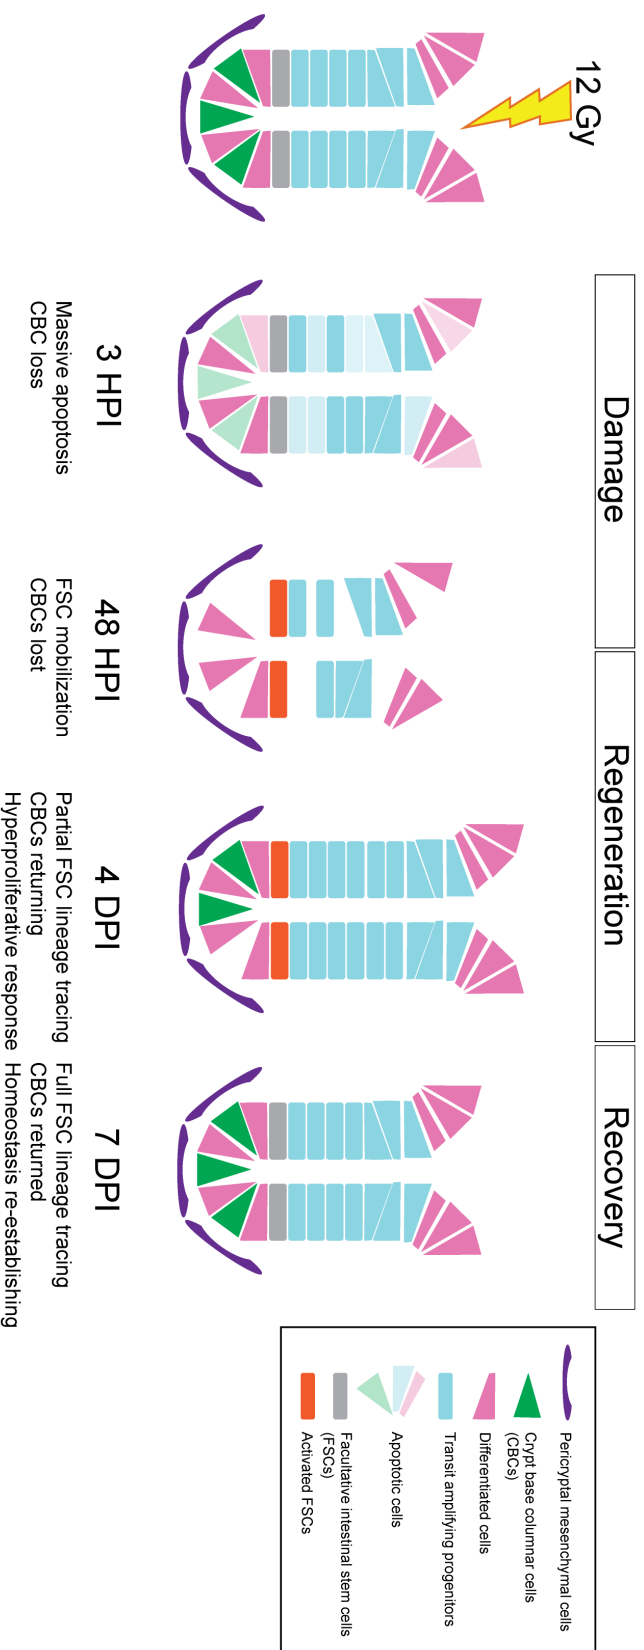 12 Gy
Damage
Regeneration
Recovery
3 HPI
Massive apoptosis
CBC loss
48 HPI
FSC mobilization
CBCs lost
4 DPI
Partial FSC lineage tracing
CBCs returning
Hyperproliferative response
7 DPI
Full FSC lineage tracing
CBCs returned
Homeostasis re-establishing
Pericryptal mesenchymal cells
Crypt base columnar cells
(CBCs)
Differentiated cells
Transit amplifying progenitors
Apoptotic cells
Facultative intestinal stem cells
(FSCs)
Activated FSCs